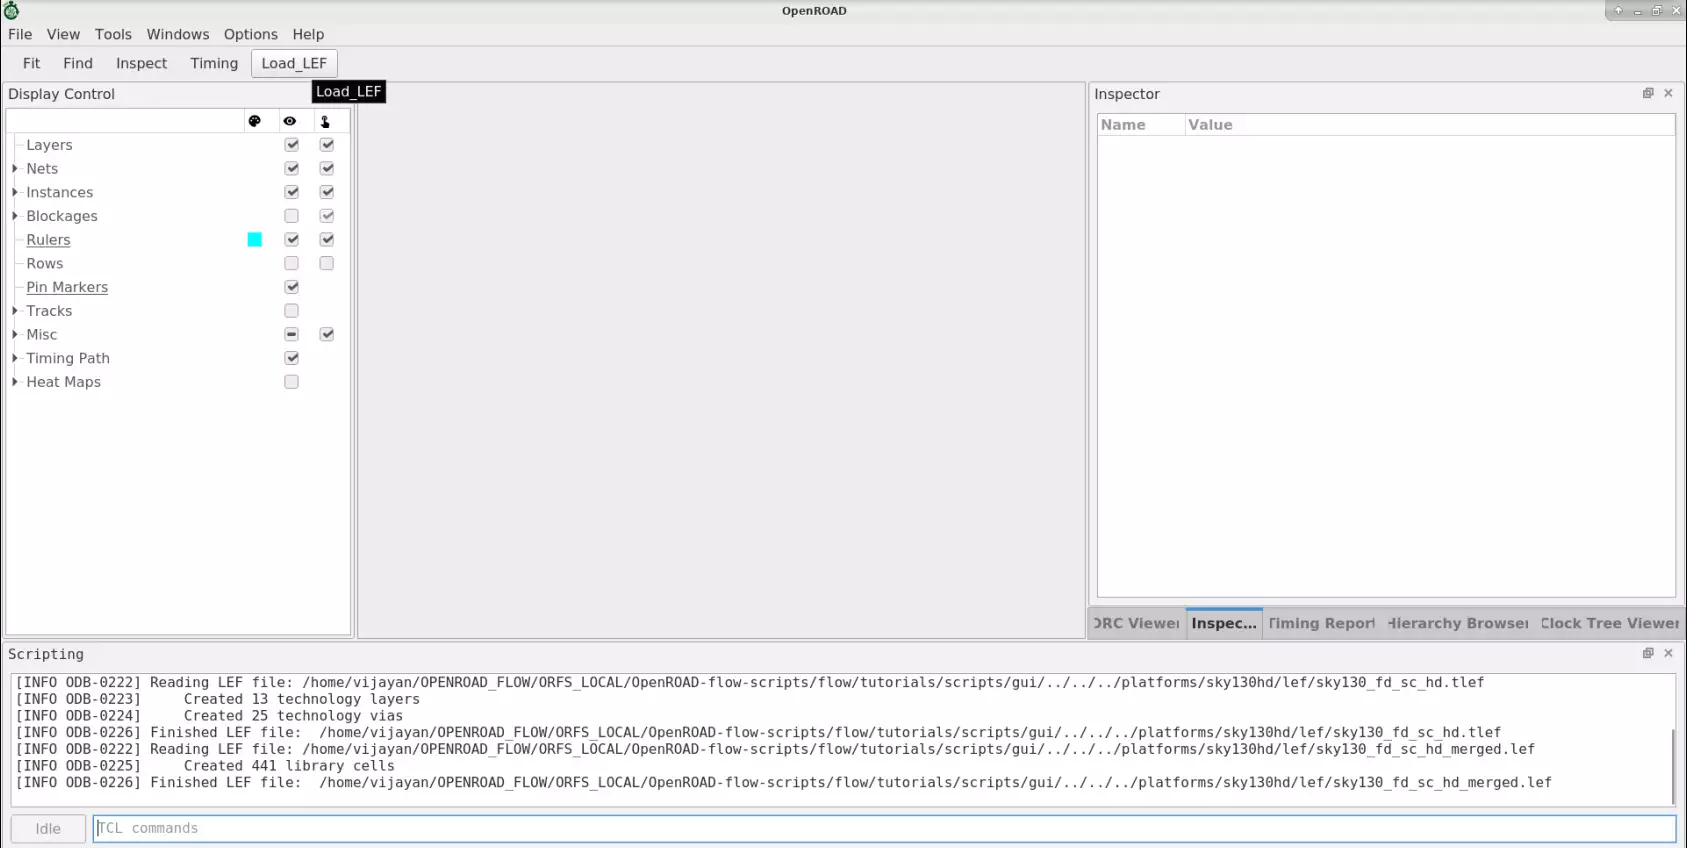 OpenROAD
File View Tools Windows Options Help
Fit Find Inspect Timing Load_LEF
Load_LEF
Display Control
Layers
Nets
Instances
Blockages
Rulers
Rows
Pin Markers
Tracks
Misc
Timing Path
Heat Maps
Inspector
Name Value
DRC Viewer Inspec... Timing Report Hierarchy Browser Clock Tree Viewer
Scripting
[INFO ODB-0222] Reading LEF file: /home/vijayan/OPENROAD_FLOW/ORFS_LOCAL/OpenROAD-flow-scripts/flow/tutorials/scripts/gui/../../../platforms/sky130hd/lef/sky130_fd_sc_hd.tlef
[INFO ODB-0223]     Created 13 technology layers
[INFO ODB-0224]     Created 25 technology vias
[INFO ODB-0226] Finished LEF file:  /home/vijayan/OPENROAD_FLOW/ORFS_LOCAL/OpenROAD-flow-scripts/flow/tutorials/scripts/gui/../../../platforms/sky130hd/lef/sky130_fd_sc_hd.tlef
[INFO ODB-0222] Reading LEF file: /home/vijayan/OPENROAD_FLOW/ORFS_LOCAL/OpenROAD-flow-scripts/flow/tutorials/scripts/gui/../../../platforms/sky130hd/lef/sky130_fd_sc_hd_merged.lef
[INFO ODB-0225]     Created 441 library cells
[INFO ODB-0226] Finished LEF file:  /home/vijayan/OPENROAD_FLOW/ORFS_LOCAL/OpenROAD-flow-scripts/flow/tutorials/scripts/gui/../../../platforms/sky130hd/lef/sky130_fd_sc_hd_merged.lef
Idle TCL commands